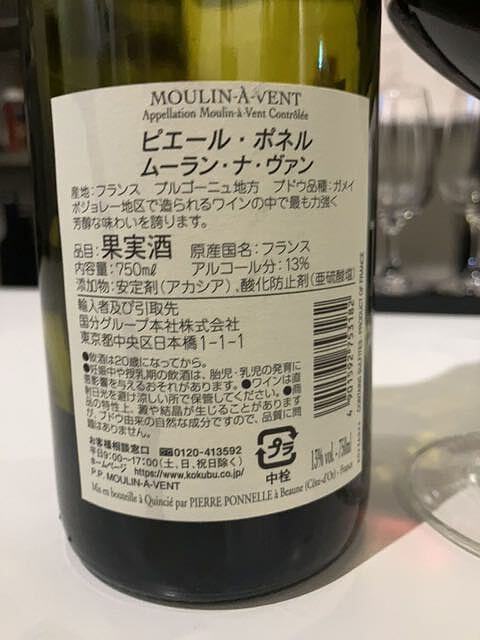 MOULIN-À-VENT
Appellation Moulin-à-Vent Contrôlée
ピエール・ポネル
ムーラン・ナ・ヴァン
産地:フランス ブルゴーニュ地方 ブドウ品種:ガメイ
ボジョレー地区で造られるワインの中で最も力強く
芳醇な味わいを誇ります。
品目:果実酒 原産国名:フランス
内容量:750mℓ アルコール分:13%
添加物:安定剤(アカシア)、酸化防止剤(亜硫酸塩)
輸入者及び引取先
国分グループ本社株式会社
東京都中央区日本橋1-1-1
●飲酒は20歳になってから。
●妊娠中や授乳期の飲酒は、胎児・乳児の発育に
悪影響を与えるおそれがあります。●ワインは直
射日光を避け涼しい所で保管してください。●商
品の特性上、澱や結晶が生じることがあります
が、ブドウ由来の自然な成分ですので、品質に問
題はありません。
お客様相談窓口 0120-413592
平日9:00~17:00(土、日、祝日除く)
ホームページ https://www.kokubu.co.jp/
P.P. MOULIN-A-VENT
プラ
中栓
13% vol. - 750ml
4 981592 753182
CONTAINS SULFITES - PRODUCT OF FRANCE
Mis en bouteille à Quincié par PIERRE PONNELLE à Beaune (Côte-d'Or) - France